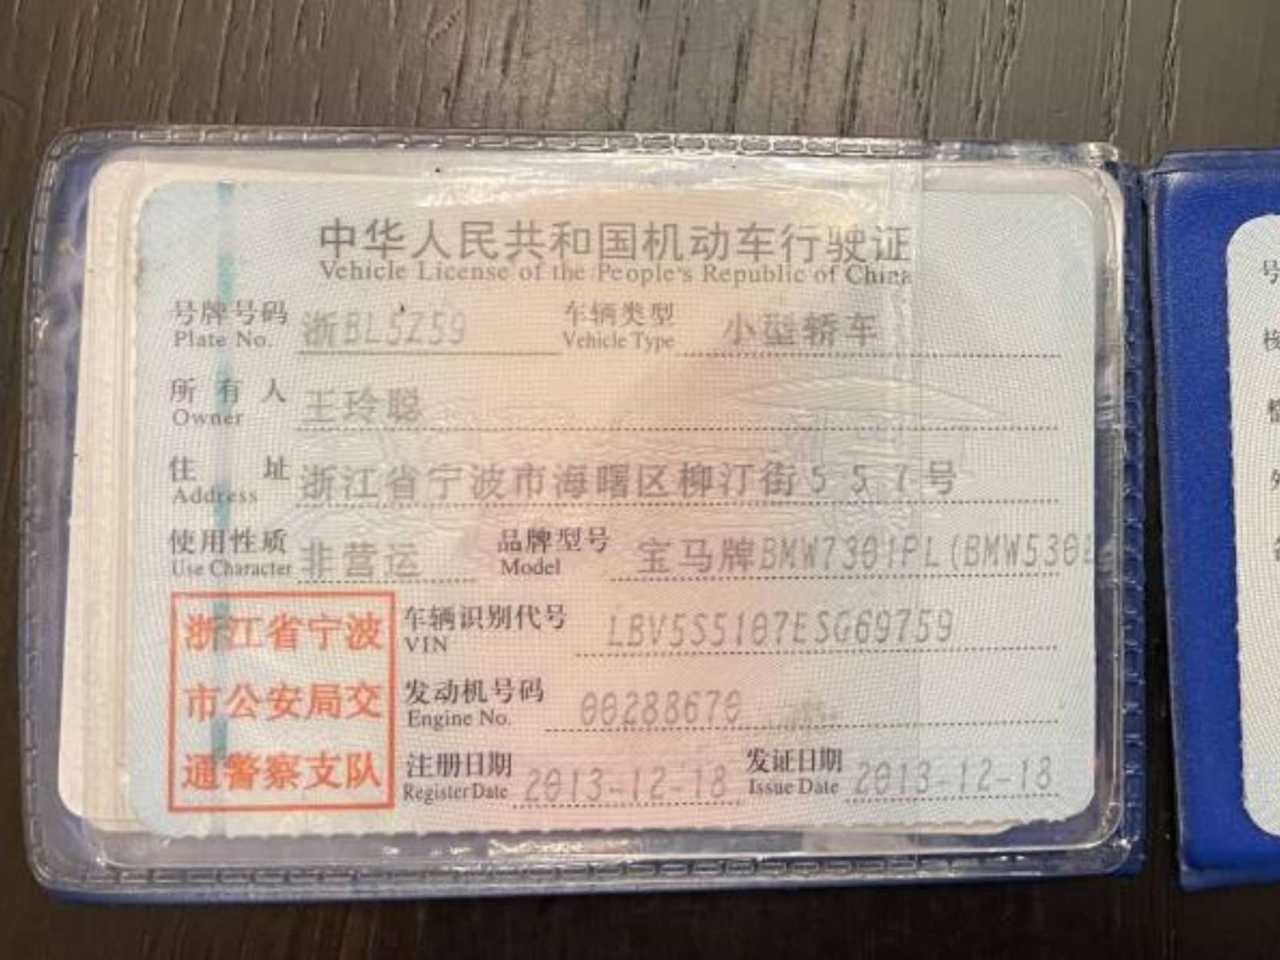 中华人民共和国机动车行驶证
Vehicle License of the People's Republic of China
号牌号码 浙BL5Z59 车辆类型 小型轿车
Plate No. Vehicle Type
所有人 王玲聪
Owner
住址 浙江省宁波市海曙区柳汀街557号
Address
使用性质 非营运 品牌型号 宝马牌BMW7301PL(BMW530L
Use Character Model
浙江省宁波
市公安局交
通警察支队
车辆识别代号 LBV5S5107ESG69759
VIN
发动机号码 00288670
Engine No.
注册日期 2013-12-18 发证日期 2013-12-18
Register Date Issue Date
号